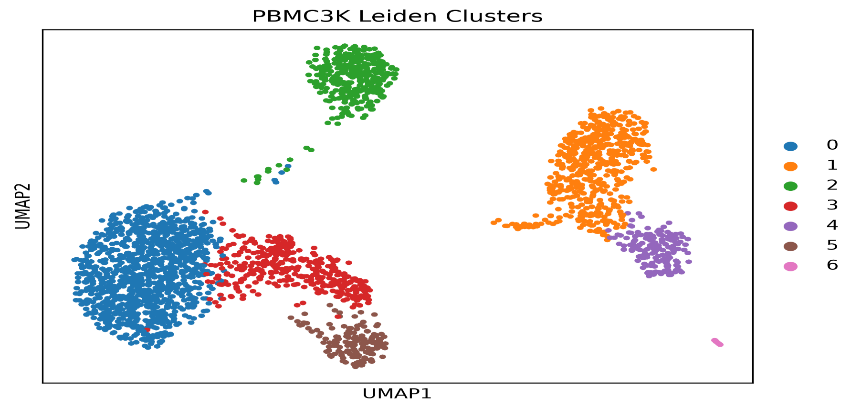 PBMC3K Leiden Clusters
UMAP2
0
1
2
3
4
5
6
UMAP1